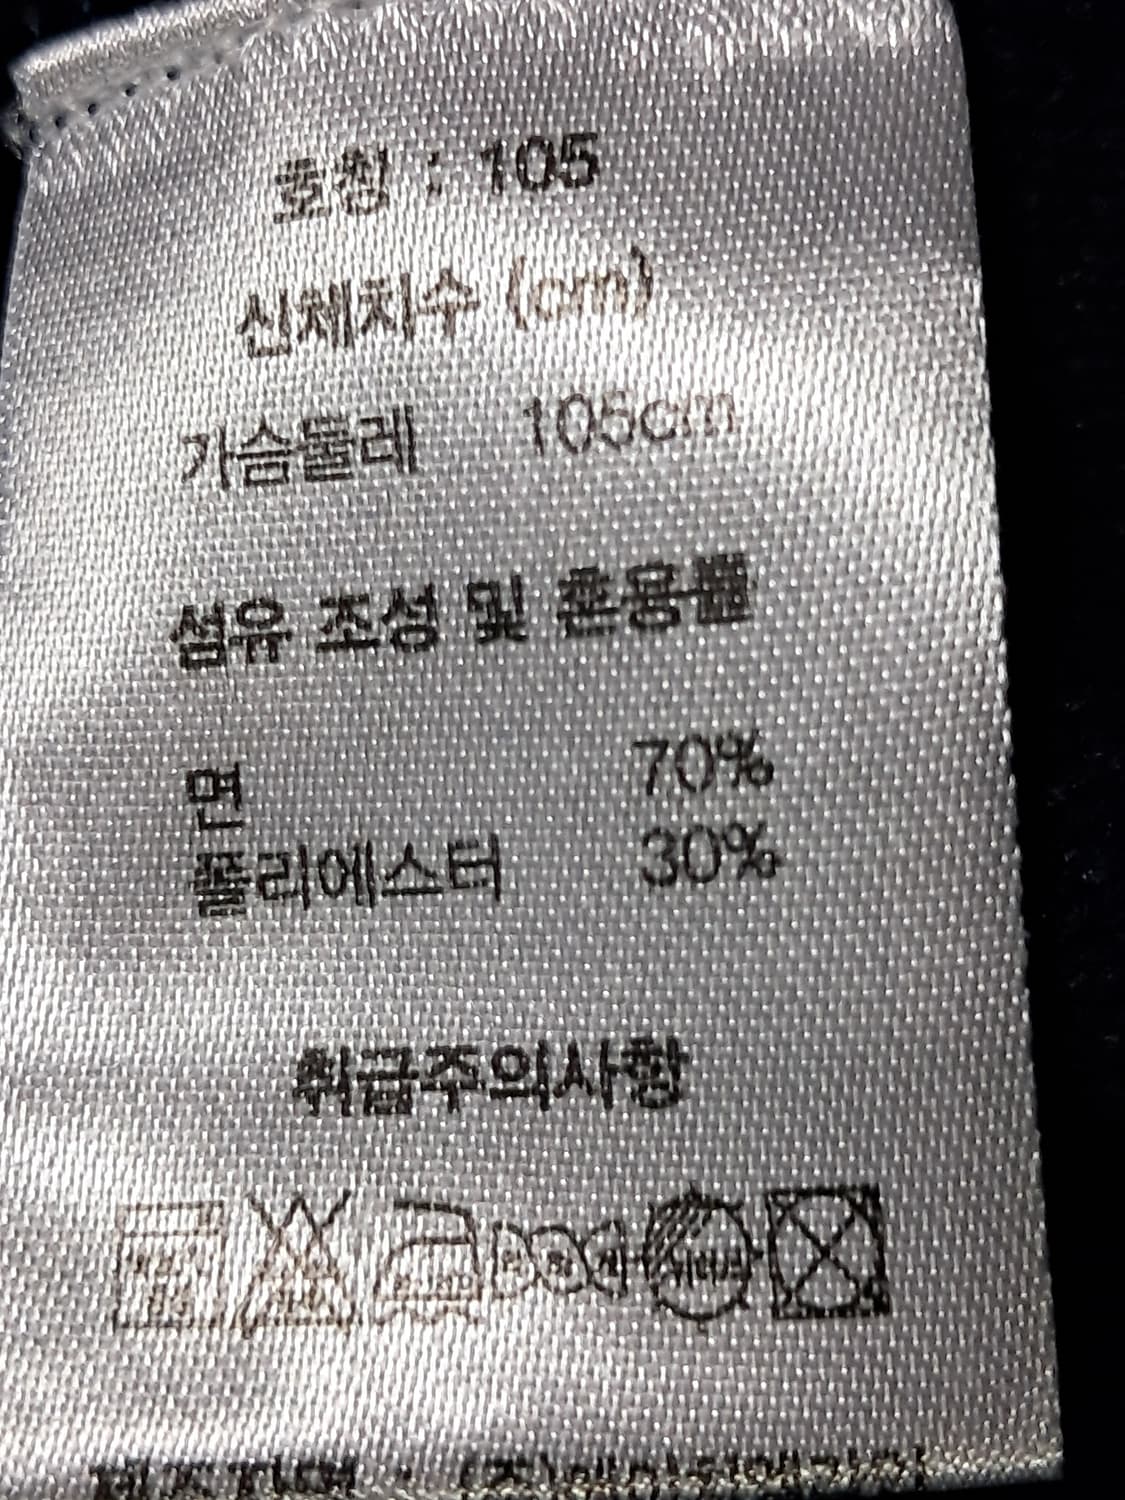 호칭 : 105
신체치수 (cm)
가슴둘레 105cm
섬유 조성 및 혼용률
면 70%
폴리에스터 30%
취급주의사항